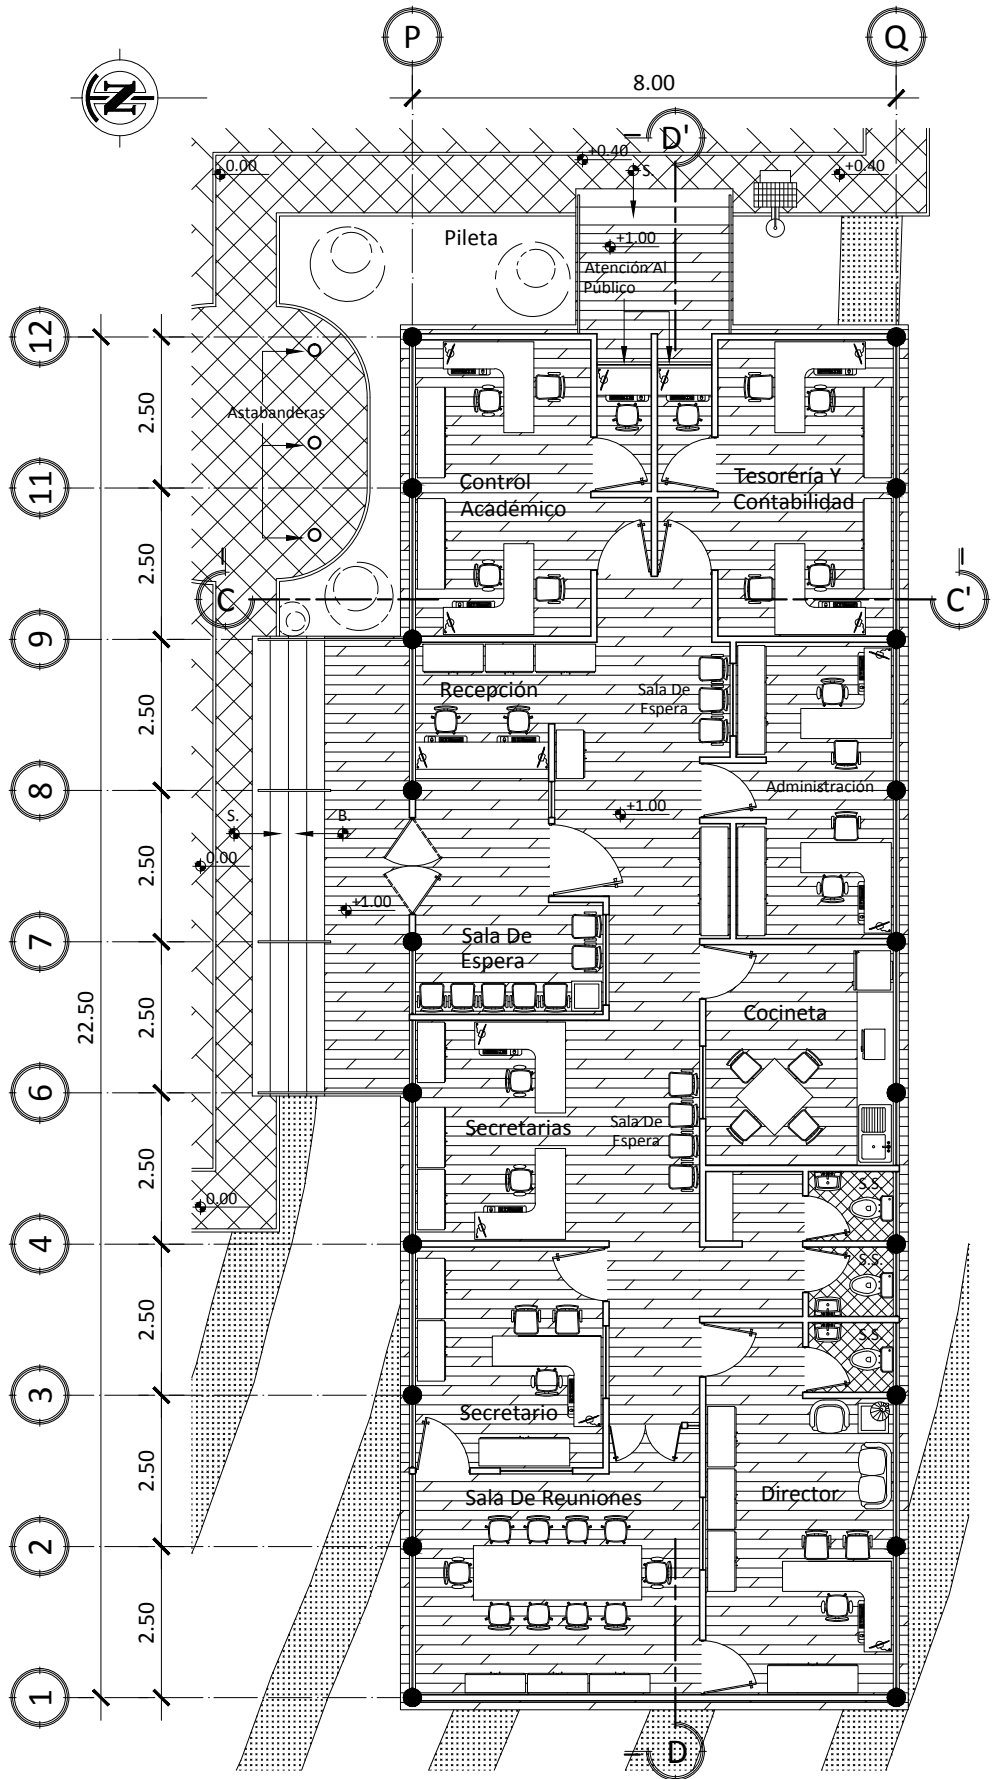 P
Q
N
8.00
D'
0.00
+0.40
S.
+0.40
Pileta
+1.00
Atención Al
Público
12
2.50
Astabanderas
11
Control
Académico
Tesorería Y
Contabilidad
2.50
C
C'
9
Recepción
Sala De
Espera
2.50
8
Administración
S.
B.
+1.00
0.00
2.50
+1.00
7
Sala De
Espera
22.50
2.50
Cocineta
6
Secretarias
Sala De
Espera
2.50
0.00
S.S.
4
S.S.
2.50
S.S.
3
Secretario
2.50
Sala De Reuniones
Director
2
2.50
1
D